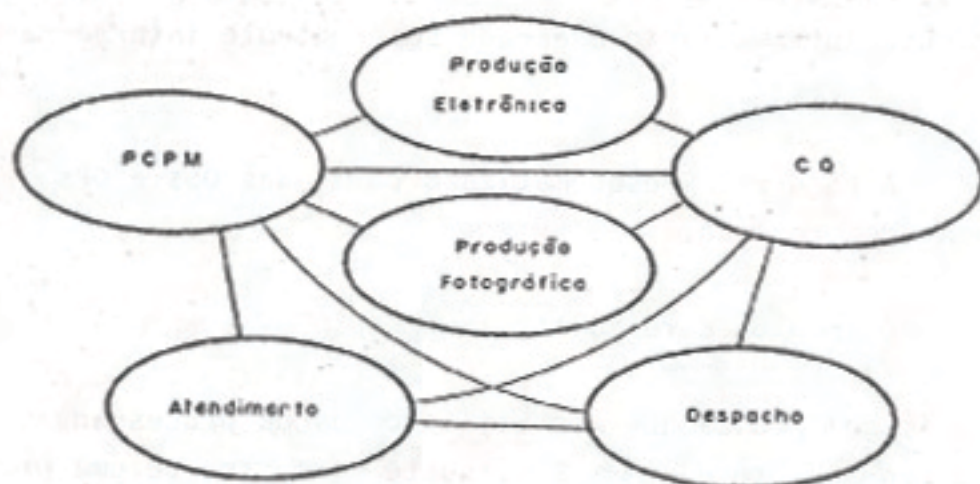 Produção
Eletrônica
PCPM
CQ
Produção
Fotográfica
Atendimento
Despacho